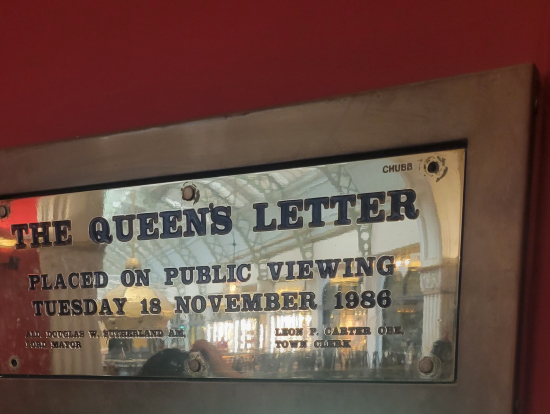 CHUBB
THE QUEEN'S LETTER
PLACED ON PUBLIC VIEWING
TUESDAY 18 NOVEMBER 1986
ALD. DOUGLAS W. SUTHERLAND AM,
LORD MAYOR
LEON P. CARTER OBE,
TOWN CLERK